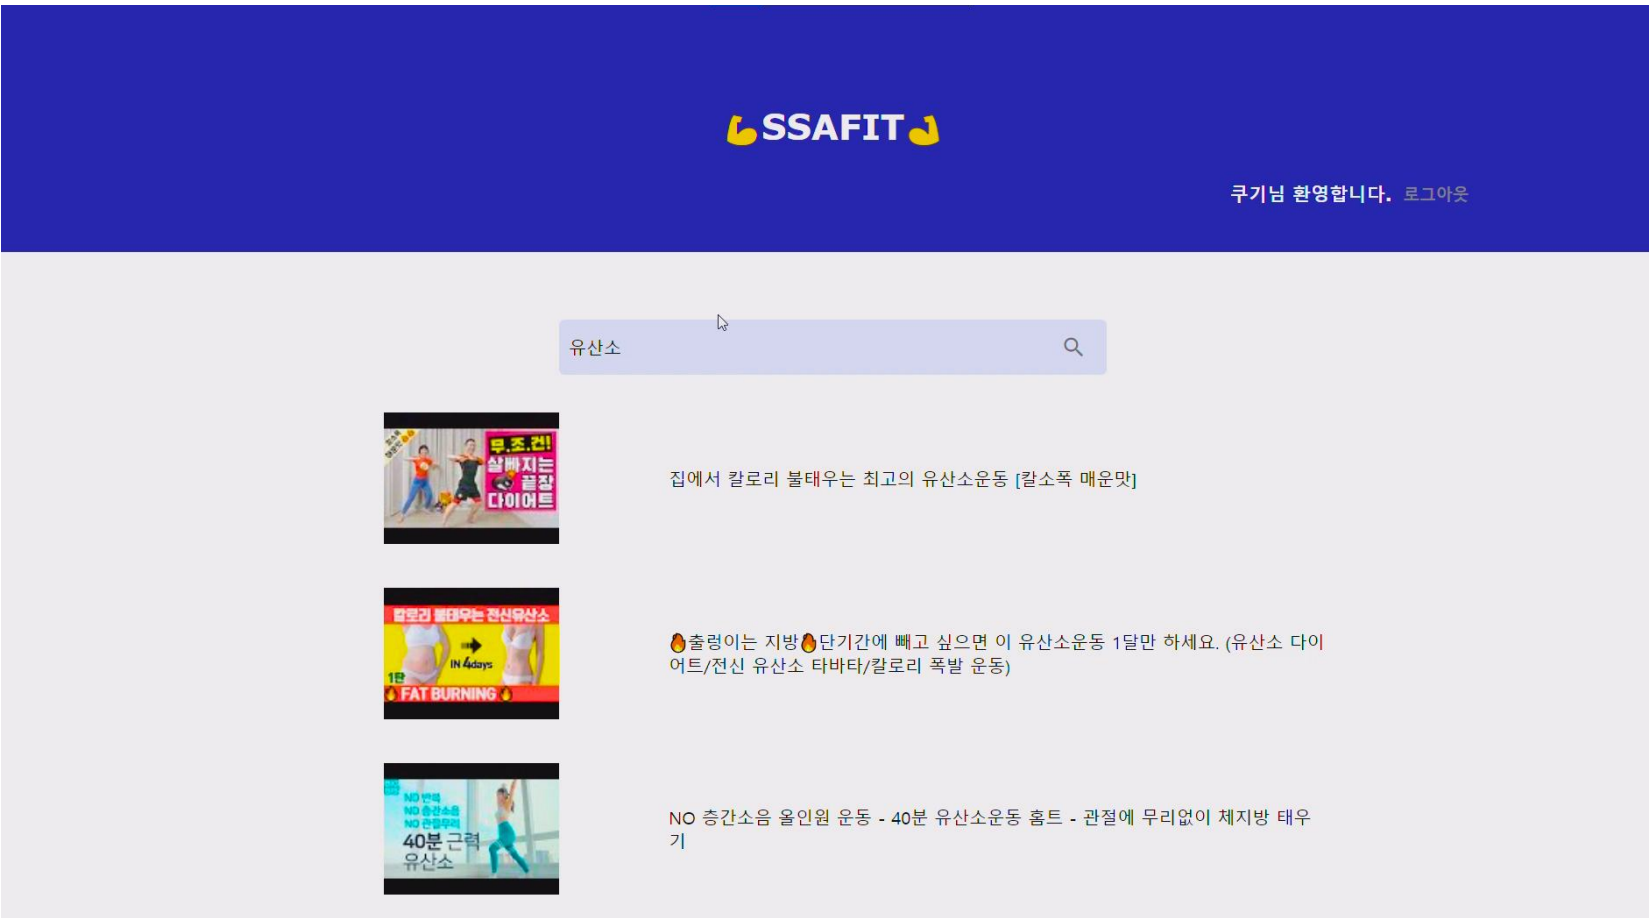 SSAFIT
쿠기님 환영합니다. 로그아웃
유산소
무.조.건!
살빠지는
끝장
다이어트
집에서 칼로리 불태우는 최고의 유산소운동 [칼소폭 매운맛]
칼로리 불태우는 전신유산소
IN 4days
1탄
FAT BURNING
🔥출렁이는 지방🔥단기간에 빼고 싶으면 이 유산소운동 1달만 하세요. (유산소 다이
어트/전신 유산소 타바타/칼로리 폭발 운동)
NO 반복
NO 층간소음
NO 관절무리
40분 근력
유산소
NO 층간소음 올인원 운동 - 40분 유산소운동 홈트 - 관절에 무리없이 체지방 태우
기